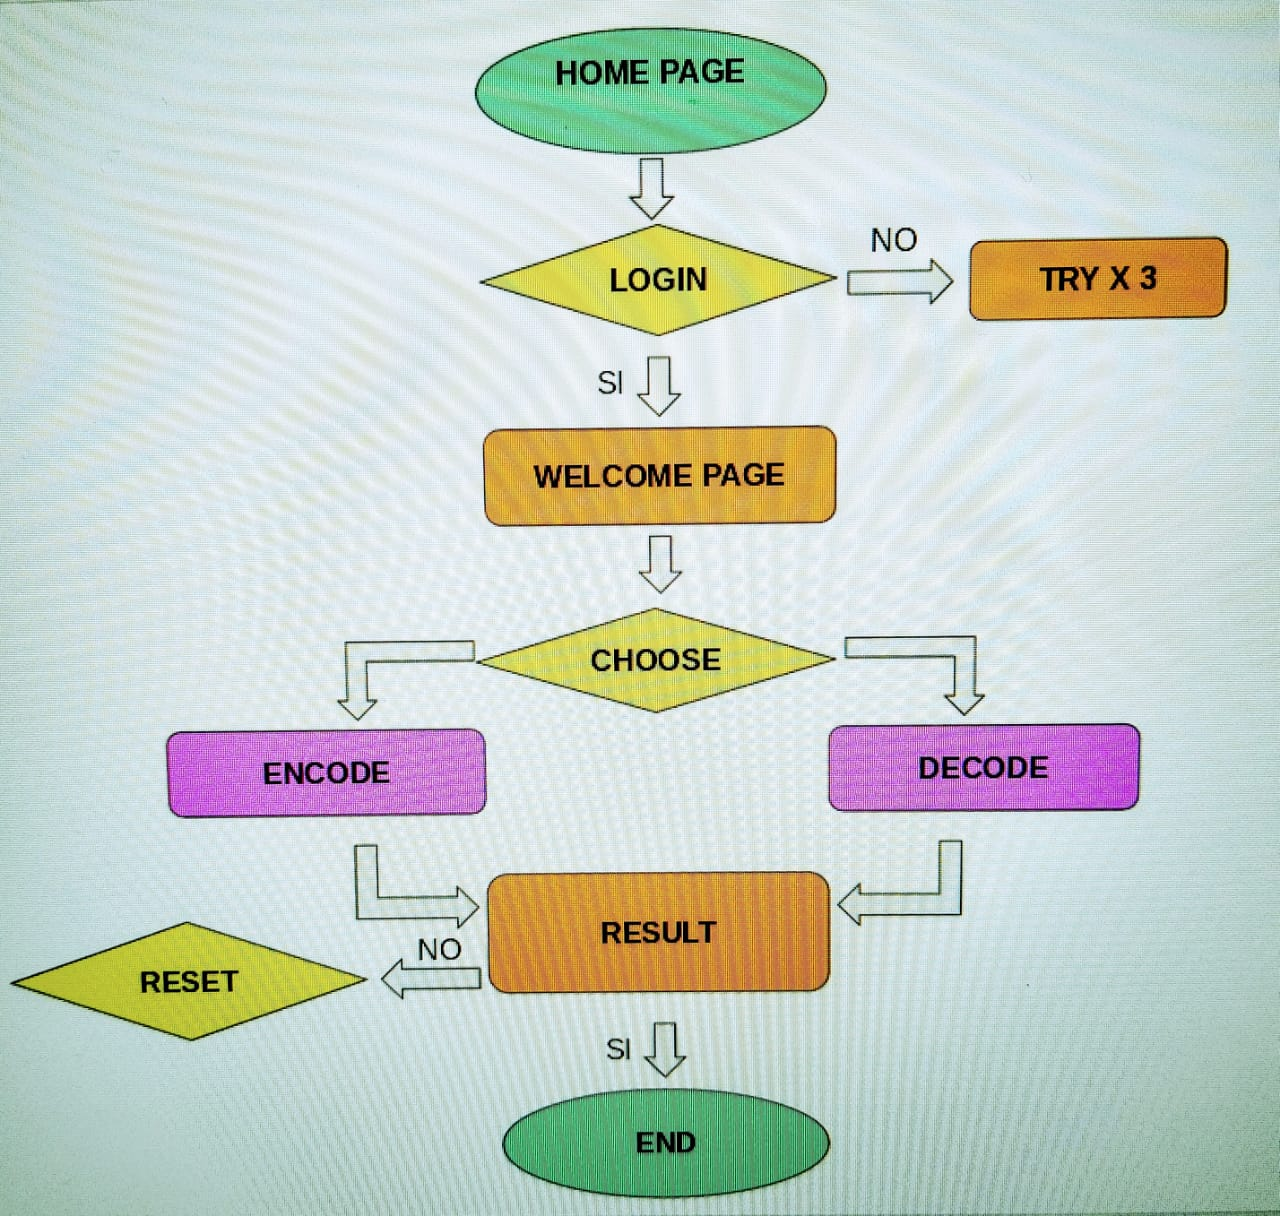 HOME PAGE
LOGIN
NO
TRY X 3
SI
WELCOME PAGE
CHOOSE
ENCODE
DECODE
RESULT
NO
RESET
SI
END